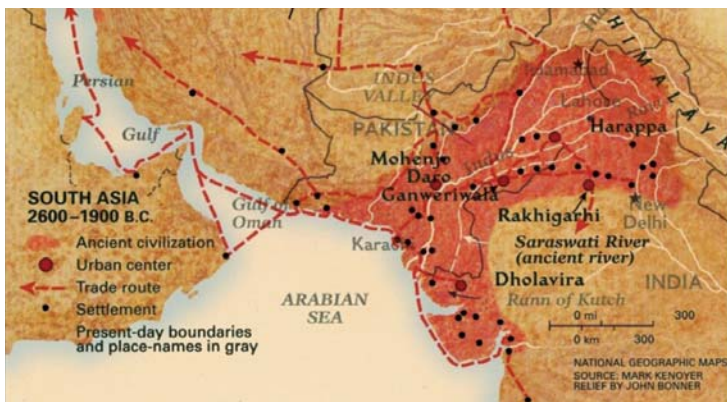 Persian
Gulf
SOUTH ASIA
2600–1900 B.C.
Ancient civilization
Urban center
Trade route
Settlement
Present-day boundaries
and place-names in gray
Gulf of
Oman
ARABIAN
SEA
INDUS
VALLEY
PAKISTAN
Islamabad
Indus
HIMALAYA
Lahore
Ravi
Harappa
Mohenjo
Daro
Ganweriwala
Indus
Rakhigarhi
New
Delhi
Saraswati River
(ancient river)
Karachi
Dholavira
Rann of Kutch
INDIA
0 mi 300
0 km 300
NATIONAL GEOGRAPHIC MAPS
SOURCE: MARK KENOYER
RELIEF BY JOHN BONNER